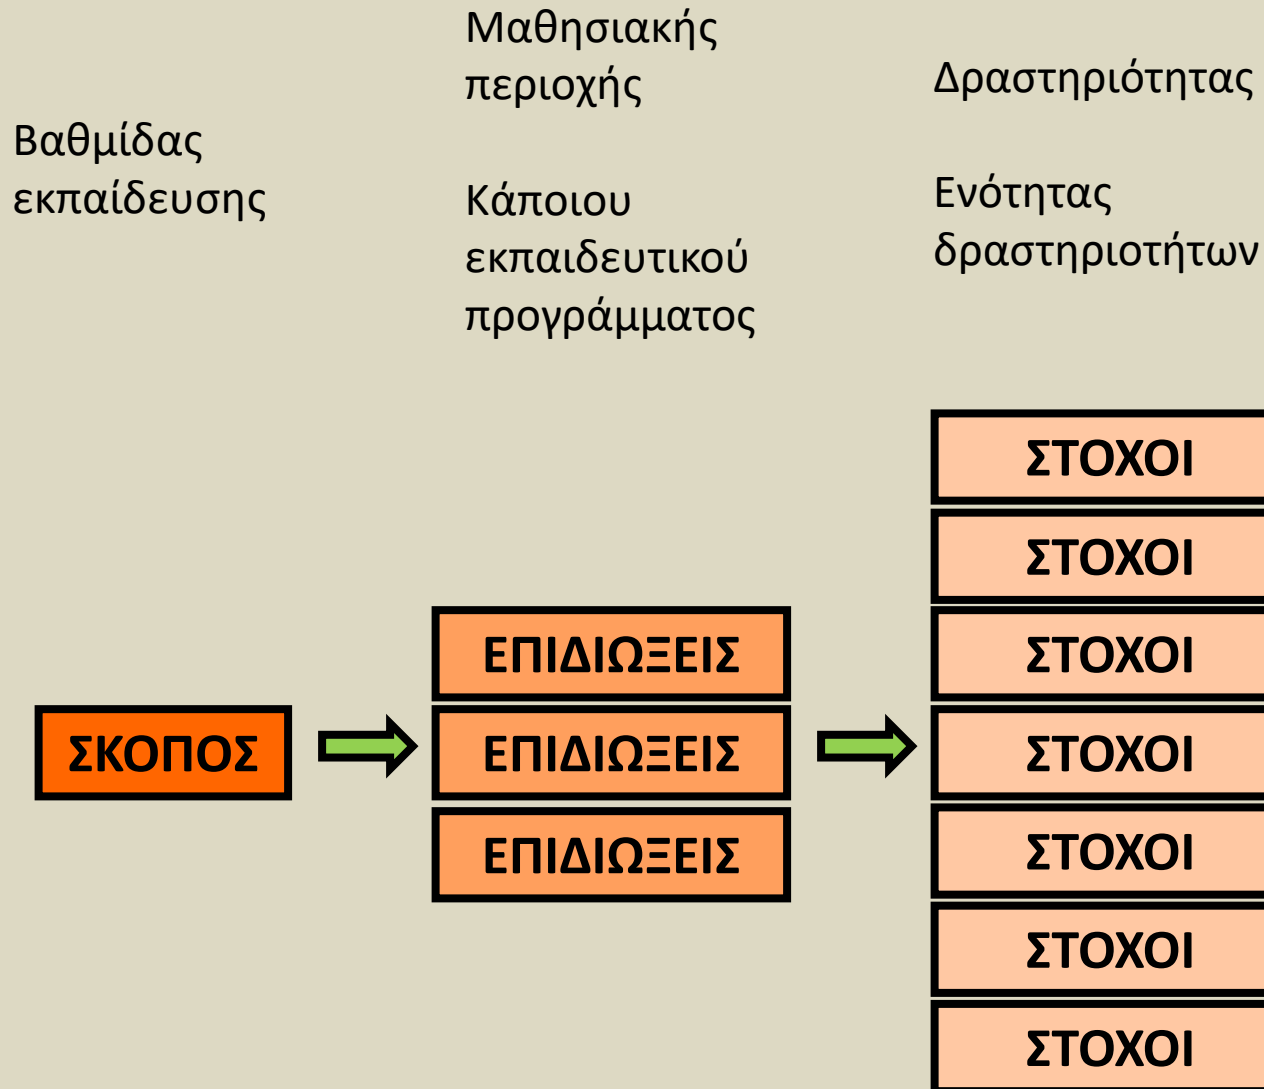 Βαθμίδας
εκπαίδευσης
Μαθησιακής
περιοχής
Κάποιου
εκπαιδευτικού
προγράμματος
Δραστηριότητας
Ενότητας
δραστηριοτήτων
ΣΚΟΠΟΣ
ΕΠΙΔΙΩΞΕΙΣ
ΕΠΙΔΙΩΞΕΙΣ
ΕΠΙΔΙΩΞΕΙΣ
ΣΤΟΧΟΙ
ΣΤΟΧΟΙ
ΣΤΟΧΟΙ
ΣΤΟΧΟΙ
ΣΤΟΧΟΙ
ΣΤΟΧΟΙ
ΣΤΟΧΟΙ